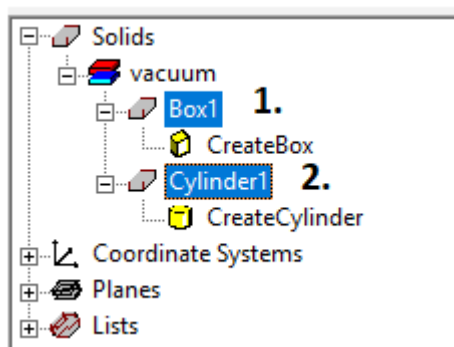 Solids
vacuum
Box1 1.
CreateBox
Cylinder1 2.
CreateCylinder
Coordinate Systems
Planes
Lists